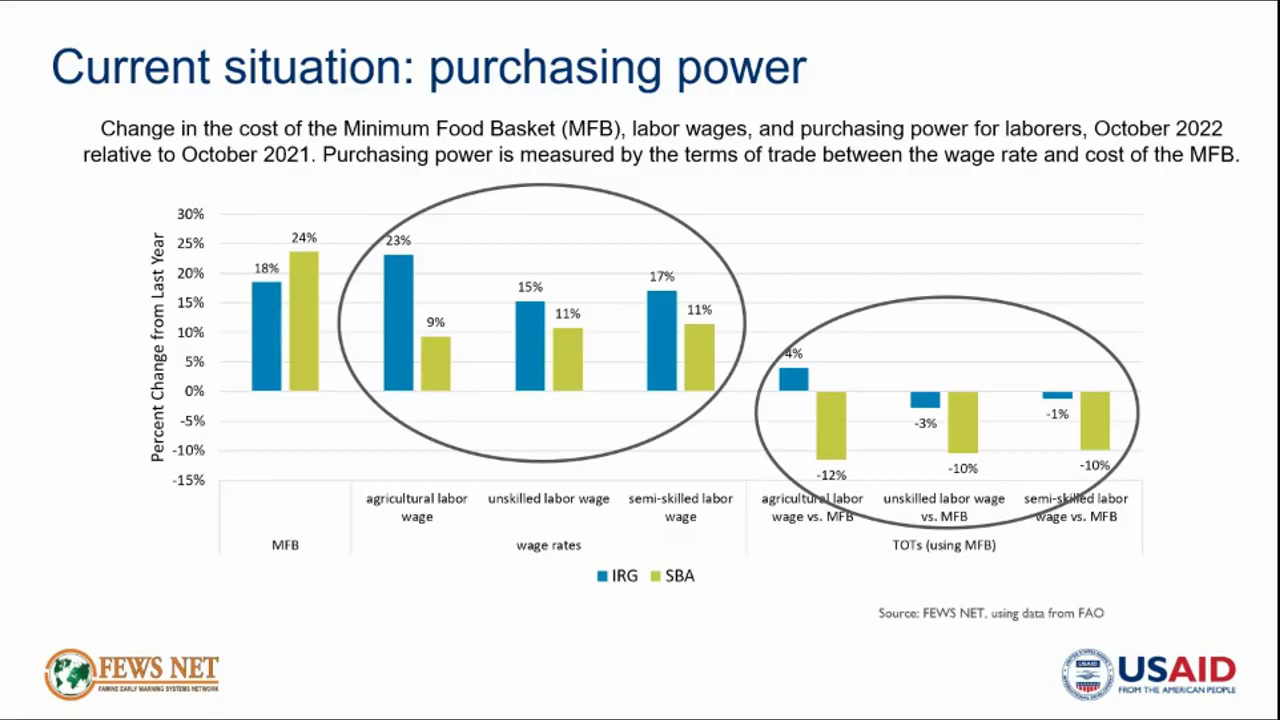 Current situation: purchasing power
Change in the cost of the Minimum Food Basket (MFB), labor wages, and purchasing power for laborers, October 2022
relative to October 2021. Purchasing power is measured by the terms of trade between the wage rate and cost of the MFB.
Percent Change from Last Year
30%
25%
20%
15%
10%
5%
0%
-5%
-10%
-15%
18%
24%
23%
9%
15%
11%
17%
11%
4%
-12%
-3%
-10%
-1%
-10%
agricultural labor
wage
unskilled labor wage
semi-skilled labor
wage
agricultural labor
wage vs. MFB
unskilled labor wage
vs. MFB
semi-skilled labor
wage vs. MFB
MFB
wage rates
TOTs (using MFB)
IRG SBA
Source: FEWS NET, using data from FAO
FEWS NET
FAMINE EARLY WARNING SYSTEMS NETWORK
USAID
USAID
FROM THE AMERICAN PEOPLE